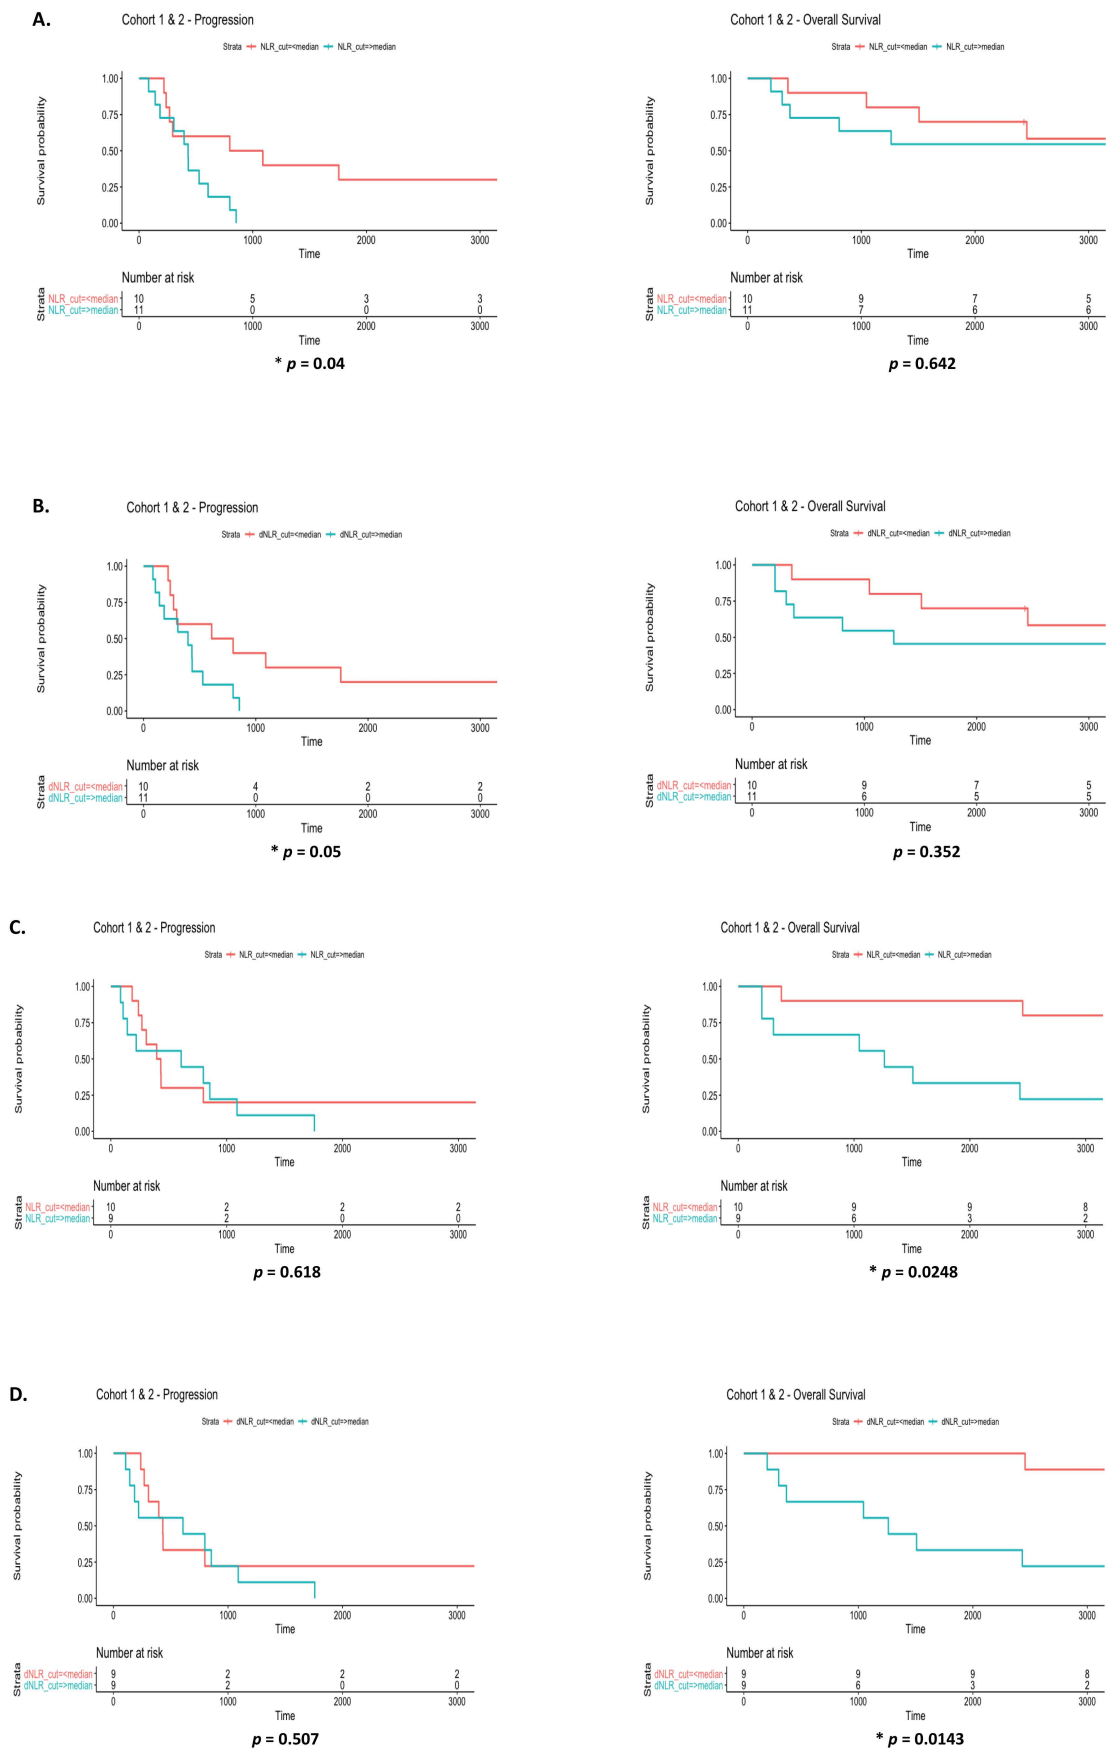 A.
Cohort 1 & 2 - Progression
Strata NLR_cut=<median NLR_cut=>median
Survival probability
1.00
0.75
0.50
0.25
0.00
0 1000 2000 3000
Time
Number at risk
Strata
NLR_cut=<median 10 5 3 3
NLR_cut=>median 11 0 0 0
0 1000 2000 3000
Time
* p = 0.04
Cohort 1 & 2 - Overall Survival
Strata NLR_cut=<median NLR_cut=>median
Survival probability
1.00
0.75
0.50
0.25
0.00
0 1000 2000 3000
Time
Number at risk
Strata
NLR_cut=<median 10 9 7 5
NLR_cut=>median 11 7 6 6
0 1000 2000 3000
Time
p = 0.642
B.
Cohort 1 & 2 - Progression
Strata dNLR_cut=<median dNLR_cut=>median
Survival probability
1.00
0.75
0.50
0.25
0.00
0 1000 2000 3000
Time
Number at risk
Strata
dNLR_cut=<median 10 4 2 2
dNLR_cut=>median 11 0 0 0
0 1000 2000 3000
Time
* p = 0.05
Cohort 1 & 2 - Overall Survival
Strata dNLR_cut=<median dNLR_cut=>median
Survival probability
1.00
0.75
0.50
0.25
0.00
0 1000 2000 3000
Time
Number at risk
Strata
dNLR_cut=<median 10 9 7 5
dNLR_cut=>median 11 6 5 5
0 1000 2000 3000
Time
p = 0.352
C.
Cohort 1 & 2 - Progression
Strata NLR_cut=<median NLR_cut=>median
Survival probability
1.00
0.75
0.50
0.25
0.00
0 1000 2000 3000
Time
Number at risk
Strata
NLR_cut=<median 10 2 2 2
NLR_cut=>median 9 2 0 0
0 1000 2000 3000
Time
p = 0.618
Cohort 1 & 2 - Overall Survival
Strata NLR_cut=<median NLR_cut=>median
Survival probability
1.00
0.75
0.50
0.25
0.00
0 1000 2000 3000
Time
Number at risk
Strata
NLR_cut=<median 10 9 9 8
NLR_cut=>median 9 6 3 2
0 1000 2000 3000
Time
* p = 0.0248
D.
Cohort 1 & 2 - Progression
Strata dNLR_cut=<median dNLR_cut=>median
Survival probability
1.00
0.75
0.50
0.25
0.00
0 1000 2000 3000
Time
Number at risk
Strata
dNLR_cut=<median 9 2 2 2
dNLR_cut=>median 9 2 0 0
0 1000 2000 3000
Time
p = 0.507
Cohort 1 & 2 - Overall Survival
Strata dNLR_cut=<median dNLR_cut=>median
Survival probability
1.00
0.75
0.50
0.25
0.00
0 1000 2000 3000
Time
Number at risk
Strata
dNLR_cut=<median 9 9 9 8
dNLR_cut=>median 9 6 3 2
0 1000 2000 3000
Time
* p = 0.0143